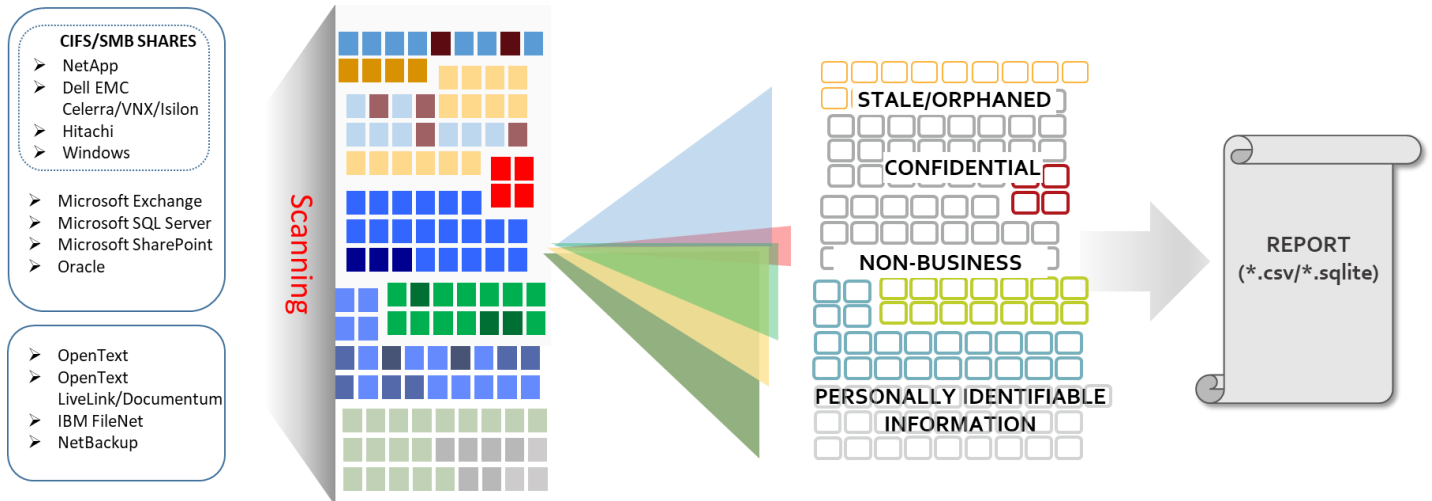 CIFS/SMB SHARES
NetApp
Dell EMC
Celerra/VNX/Isilon
Hitachi
Windows
Microsoft Exchange
Microsoft SQL Server
Microsoft SharePoint
Oracle
OpenText
OpenText
LiveLink/Documentum
IBM FileNet
NetBackup
Scanning
STALE/ORPHANED
CONFIDENTIAL
NON-BUSINESS
PERSONALLY IDENTIFIABLE
INFORMATION
REPORT
(*.csv/*.sqlite)